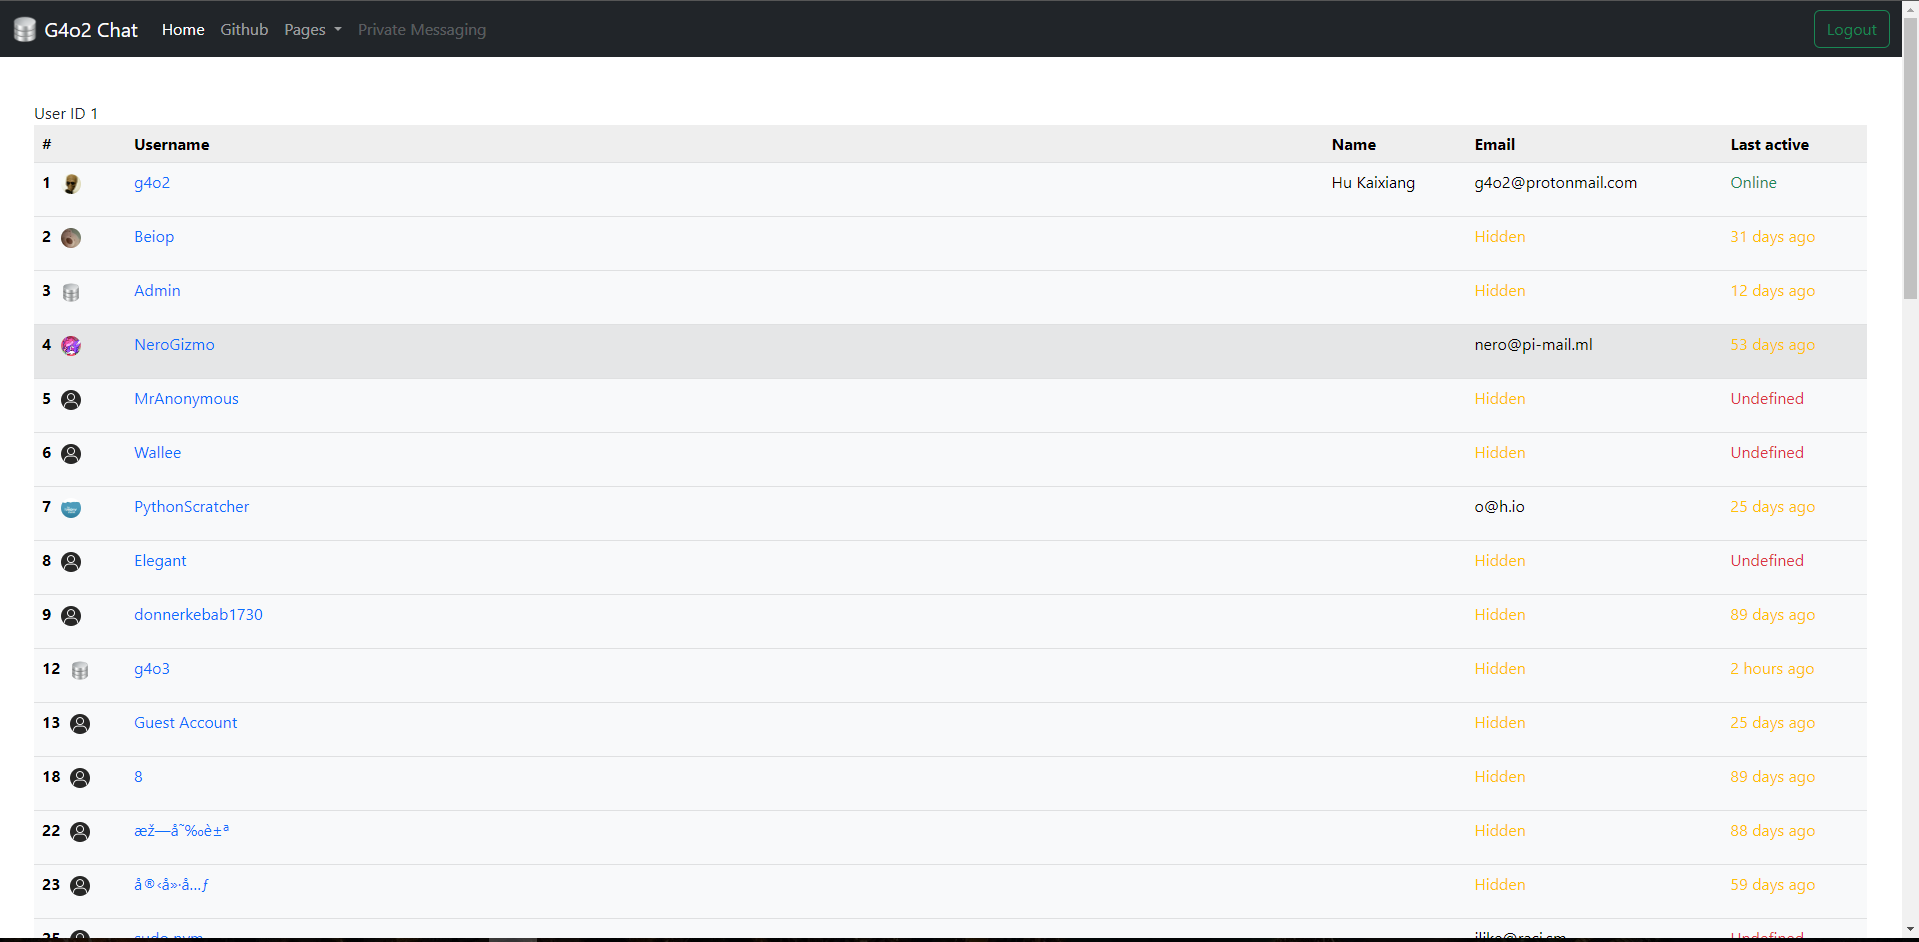 G4o2 Chat Home Github Pages Private Messaging Logout
User ID 1
# Username Name Email Last active
1 g4o2 Hu Kaixiang g4o2@protonmail.com Online
2 Beiop Hidden 31 days ago
3 Admin Hidden 12 days ago
4 NeroGizmo nero@pi-mail.ml 53 days ago
5 MrAnonymous Hidden Undefined
6 Wallee Hidden Undefined
7 PythonScratcher o@h.io 25 days ago
8 Elegant Hidden Undefined
9 donnerkebab1730 Hidden 89 days ago
12 g4o3 Hidden 2 hours ago
13 Guest Account Hidden 25 days ago
18 8 Hidden 89 days ago
22 æž—å˜‰è±ª Hidden 88 days ago
23 å®‹å»·å…ƒ Hidden 59 days ago
25 Undefined